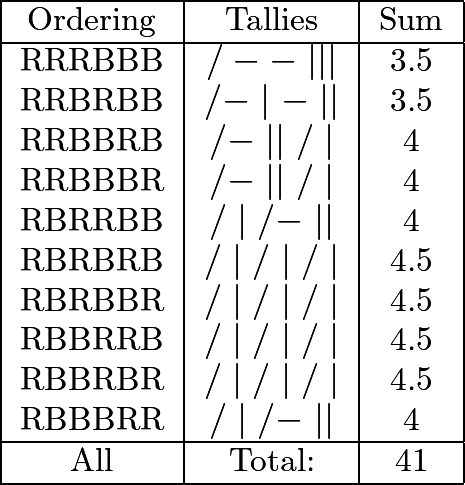 Ordering Tallies Sum
RRRBBB / − − ||| 3.5
RRBRBB /− | − || 3.5
RRBBRB /− || / | 4
RRBBBR /− || / | 4
RBRRBB / | /− || 4
RBRBRB / | / | / | 4.5
RBRBBR / | / | / | 4.5
RBBRRB / | / | / | 4.5
RBBRBR / | / | / | 4.5
RBBBRR / | /− || 4
All Total: 41